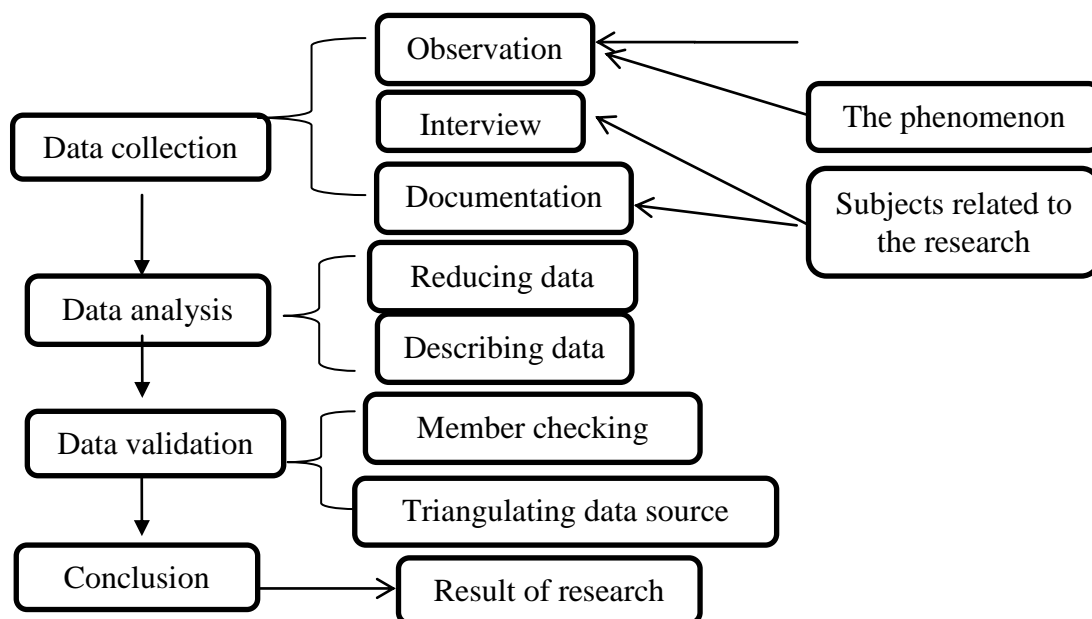 Observation
The phenomenon
Interview
Data collection
Documentation
Subjects related to
the research
Reducing data
Data analysis
Describing data
Member checking
Data validation
Triangulating data source
Conclusion
Result of research